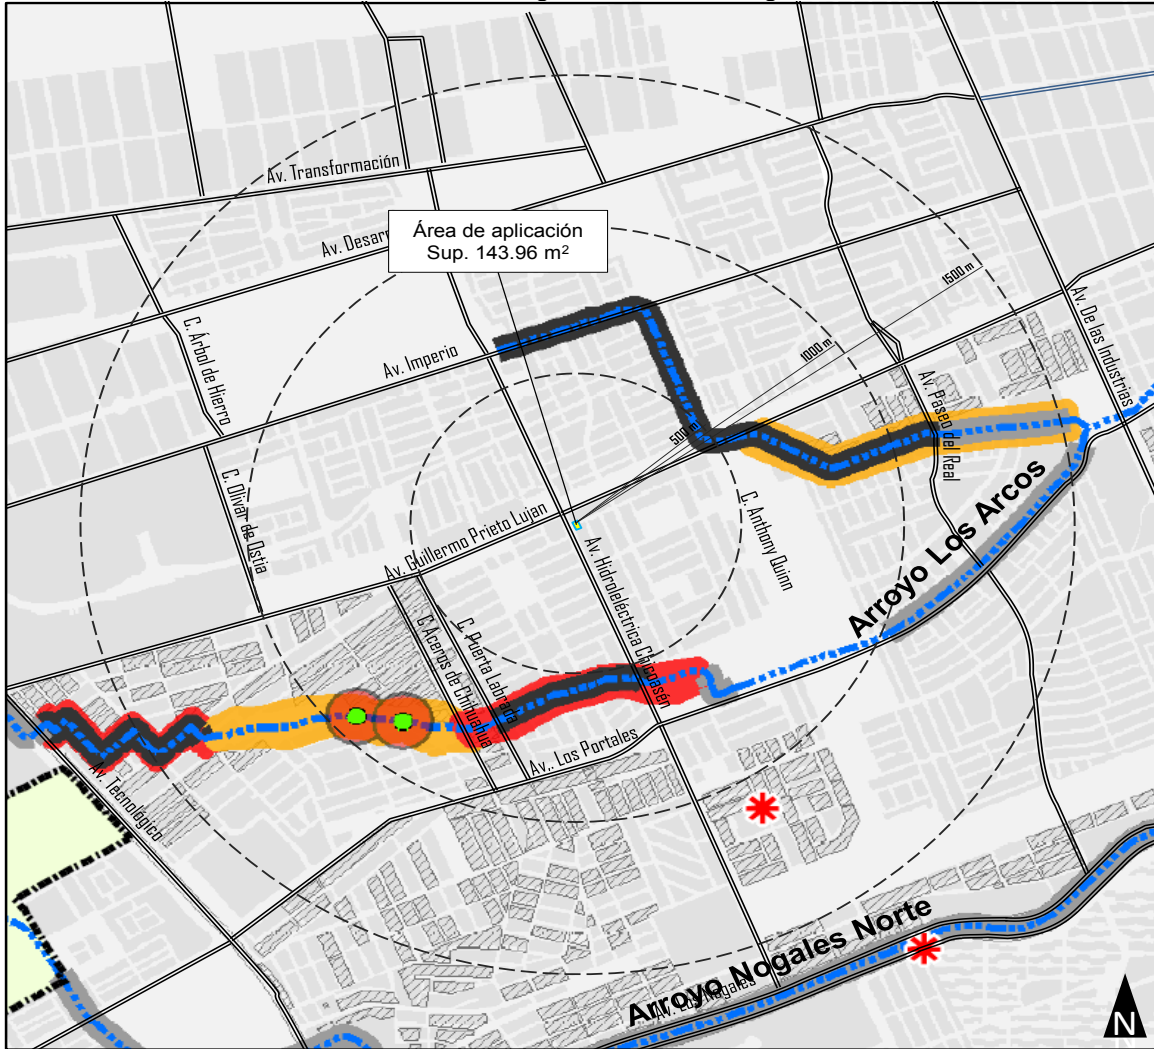 Av. Transformación
Área de aplicación
Sup. 143.96 m²
Av. Desarr
1500 m
Av. De las Industrias
C. Árbol de Hierro
Av. Imperio
1000 m
Av. Paseo del Real
500 m
C. Olivar de Ostia
Arroyo Los Arcos
C. Anthony Quinn
Av. Guillermo Prieto Lujan
Av. Hidroleléctrica Chicoasén
C. Puerta Labrada
C. Aceros de Chihuahua
Av,. Los Portales
Av. Tecnológico
Arroyo Nogales Norte
Av. Los Nogales
N